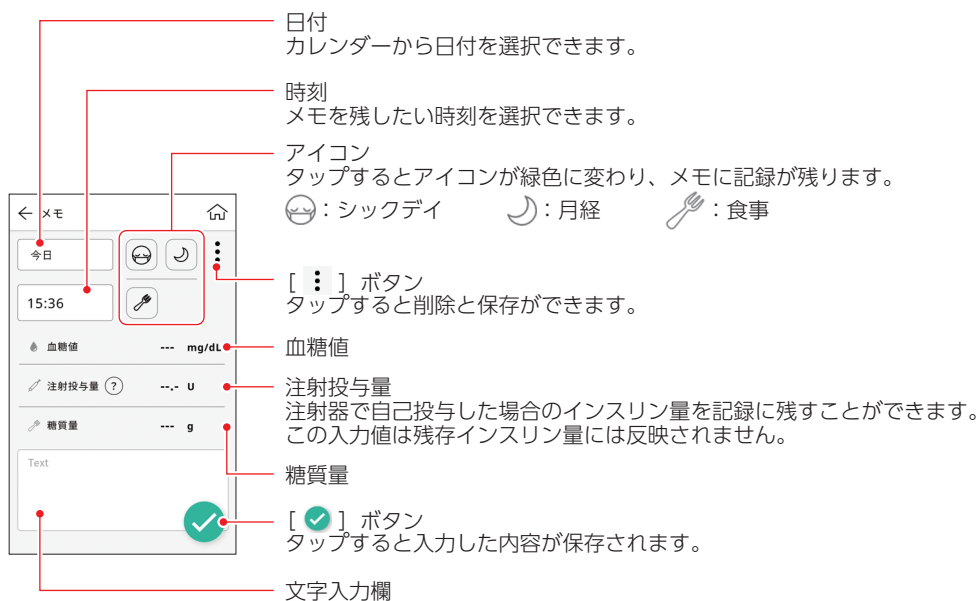 日付
カレンダーから日付を選択できます。
時刻
メモを残したい時刻を選択できます。
アイコン
タップするとアイコンが緑色に変わり、メモに記録が残ります。
：シックデイ ：月経 ：食事
[ ⋮ ] ボタン
タップすると削除と保存ができます。
血糖値
注射投与量
注射器で自己投与した場合のインスリン量を記録に残すことができます。
この入力値は残存インスリン量には反映されません。
糖質量
[ ✓ ] ボタン
タップすると入力した内容が保存されます。
文字入力欄
← メモ
今日
15:36
血糖値 --- mg/dL
注射投与量 ? --.- U
糖質量 --- g
Text